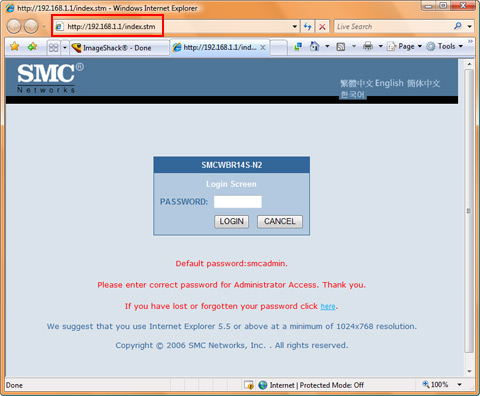 http://192.168.1.1/index.stm - Windows Internet Explorer
http://192.168.1.1/index.stm
Live Search
ImageShack® - Done
http://192.168.1.1/index...
Page
Tools
SMC®
Networks
繁體中文 English 简体中文
한국어
SMCWBR14S-N2
Login Screen
PASSWORD:
LOGIN
CANCEL
Default password:smcadmin.
Please enter correct password for Administrator Access. Thank you.
If you have lost or forgotten your password click here.
We suggest that you use Internet Explorer 5.5 or above at a minimum of 1024x768 resolution.
Copyright © 2006 SMC Networks, Inc. . All rights reserved.
Done
Internet | Protected Mode: Off
100%